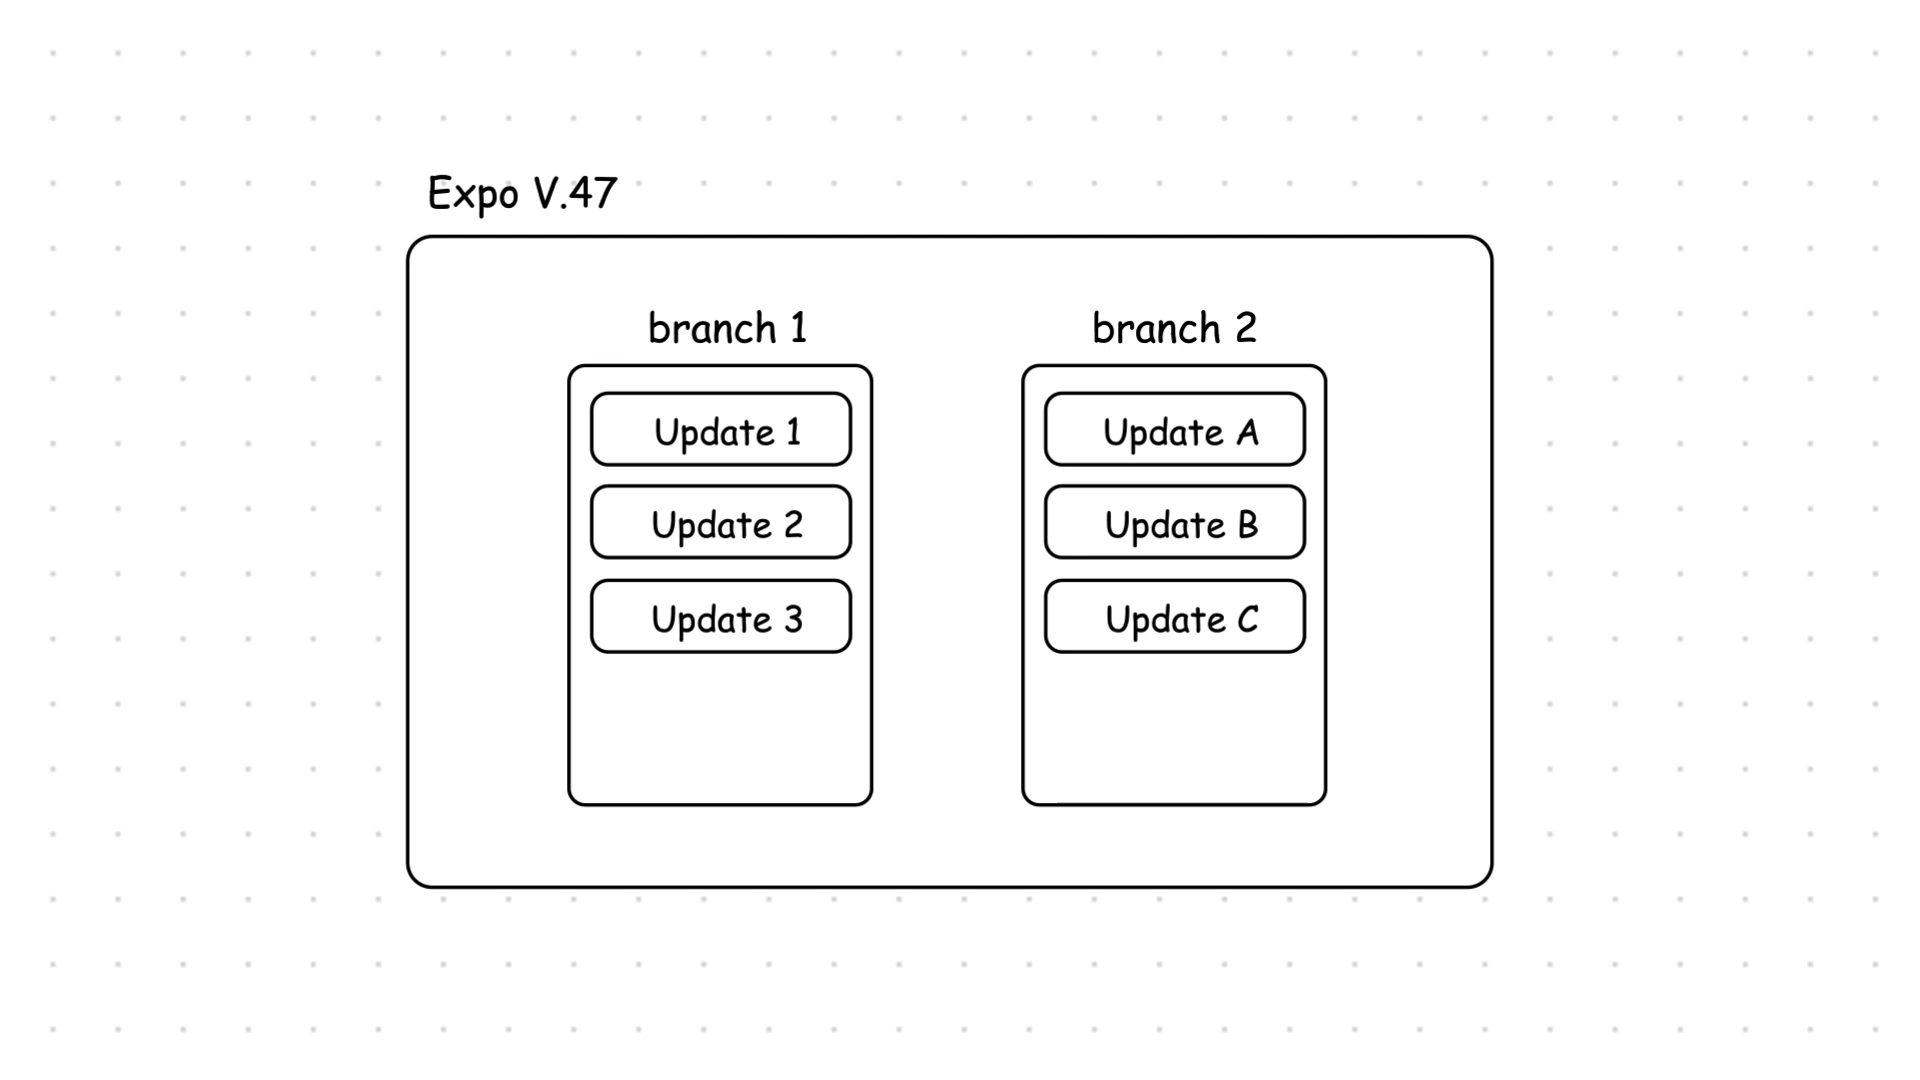 Expo V.47
branch 1
Update 1
Update 2
Update 3
branch 2
Update A
Update B
Update C